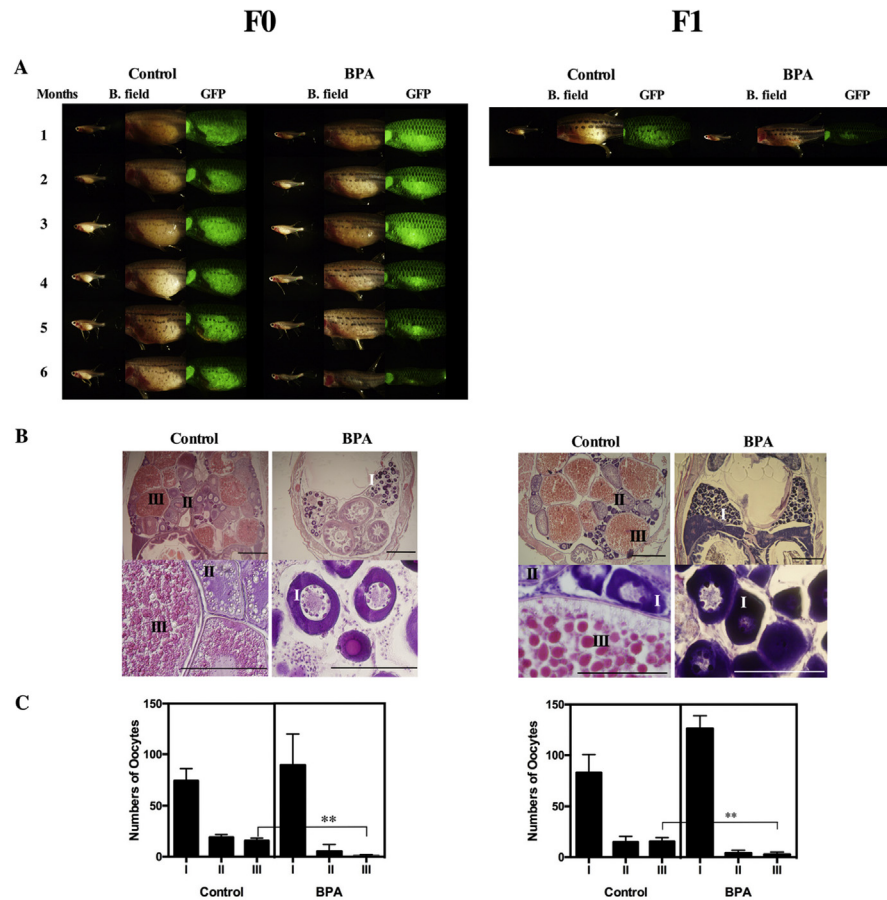 F0 F1
A
Control BPA Control BPA
Months B. field GFP B. field GFP B. field GFP B. field GFP
1
2
3
4
5
6
B
Control BPA Control BPA
III II I II III I
II III I II I III I
C
Numbers of Oocytes 150 100 50 0 **
I II III I II III
Control BPA
Numbers of Oocytes 150 100 50 0 **
I II III I II III
Control BPA